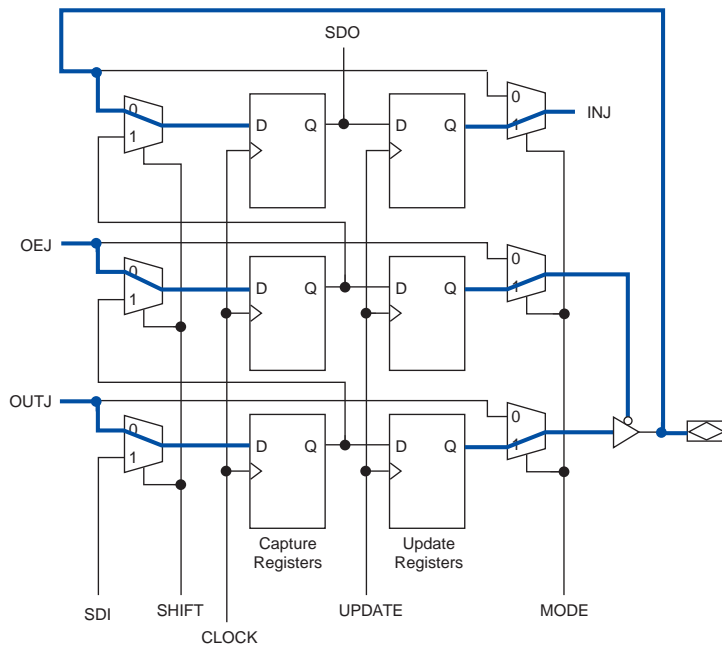 SDO
0
0
1
D Q
D Q
1
INJ
OEJ
0
0
1
D Q
D Q
1
OUTJ
0
0
1
D Q
D Q
1
Capture
Registers
Update
Registers
SDI
SHIFT
CLOCK
UPDATE
MODE